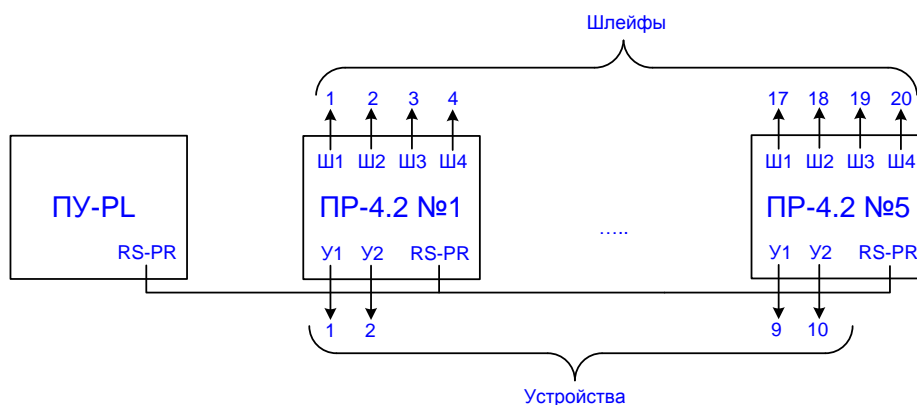 Шлейфы
1 2 3 4 17 18 19 20
Ш1 Ш2 Ш3 Ш4 Ш1 Ш2 Ш3 Ш4
ПУ-PL ПР-4.2 №1 ..... ПР-4.2 №5
RS-PR У1 У2 RS-PR У1 У2 RS-PR
1 2 9 10
Устройства